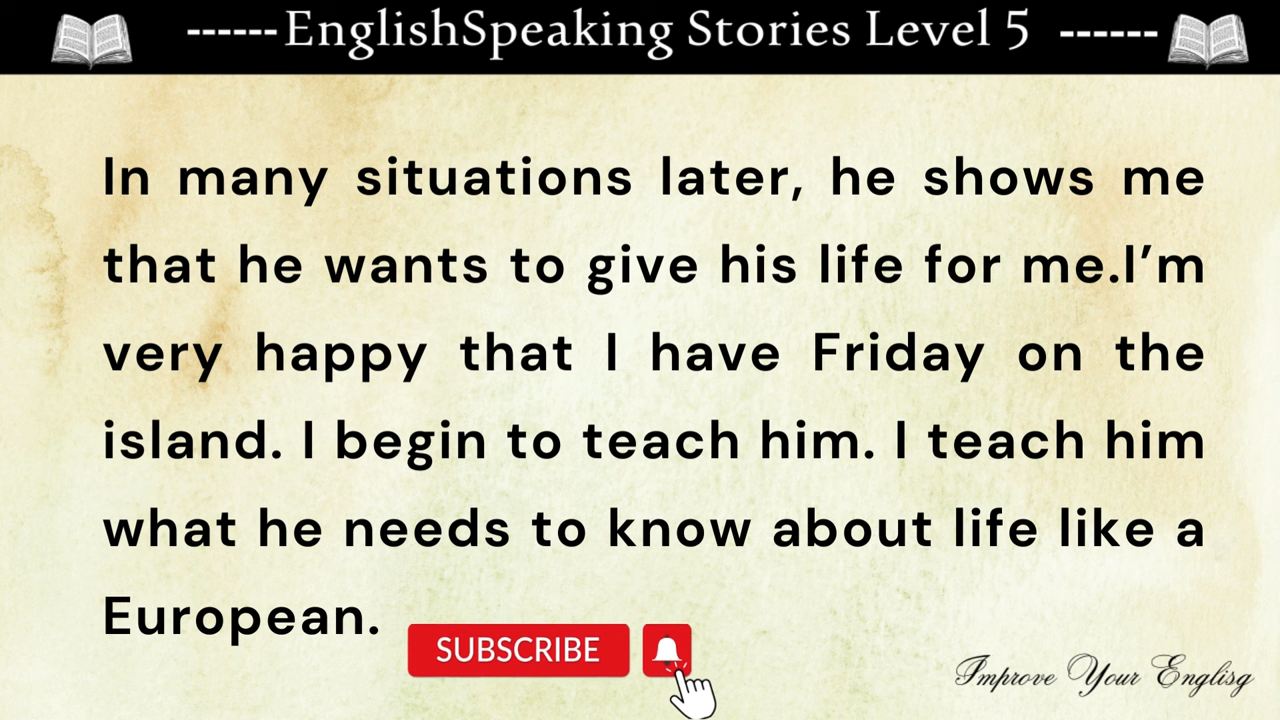 ------EnglishSpeaking Stories Level 5 ------
In many situations later, he shows me
that he wants to give his life for me.I’m
very happy that I have Friday on the
island. I begin to teach him. I teach him
what he needs to know about life like a
European.
SUBSCRIBE
Improve Your Englisg